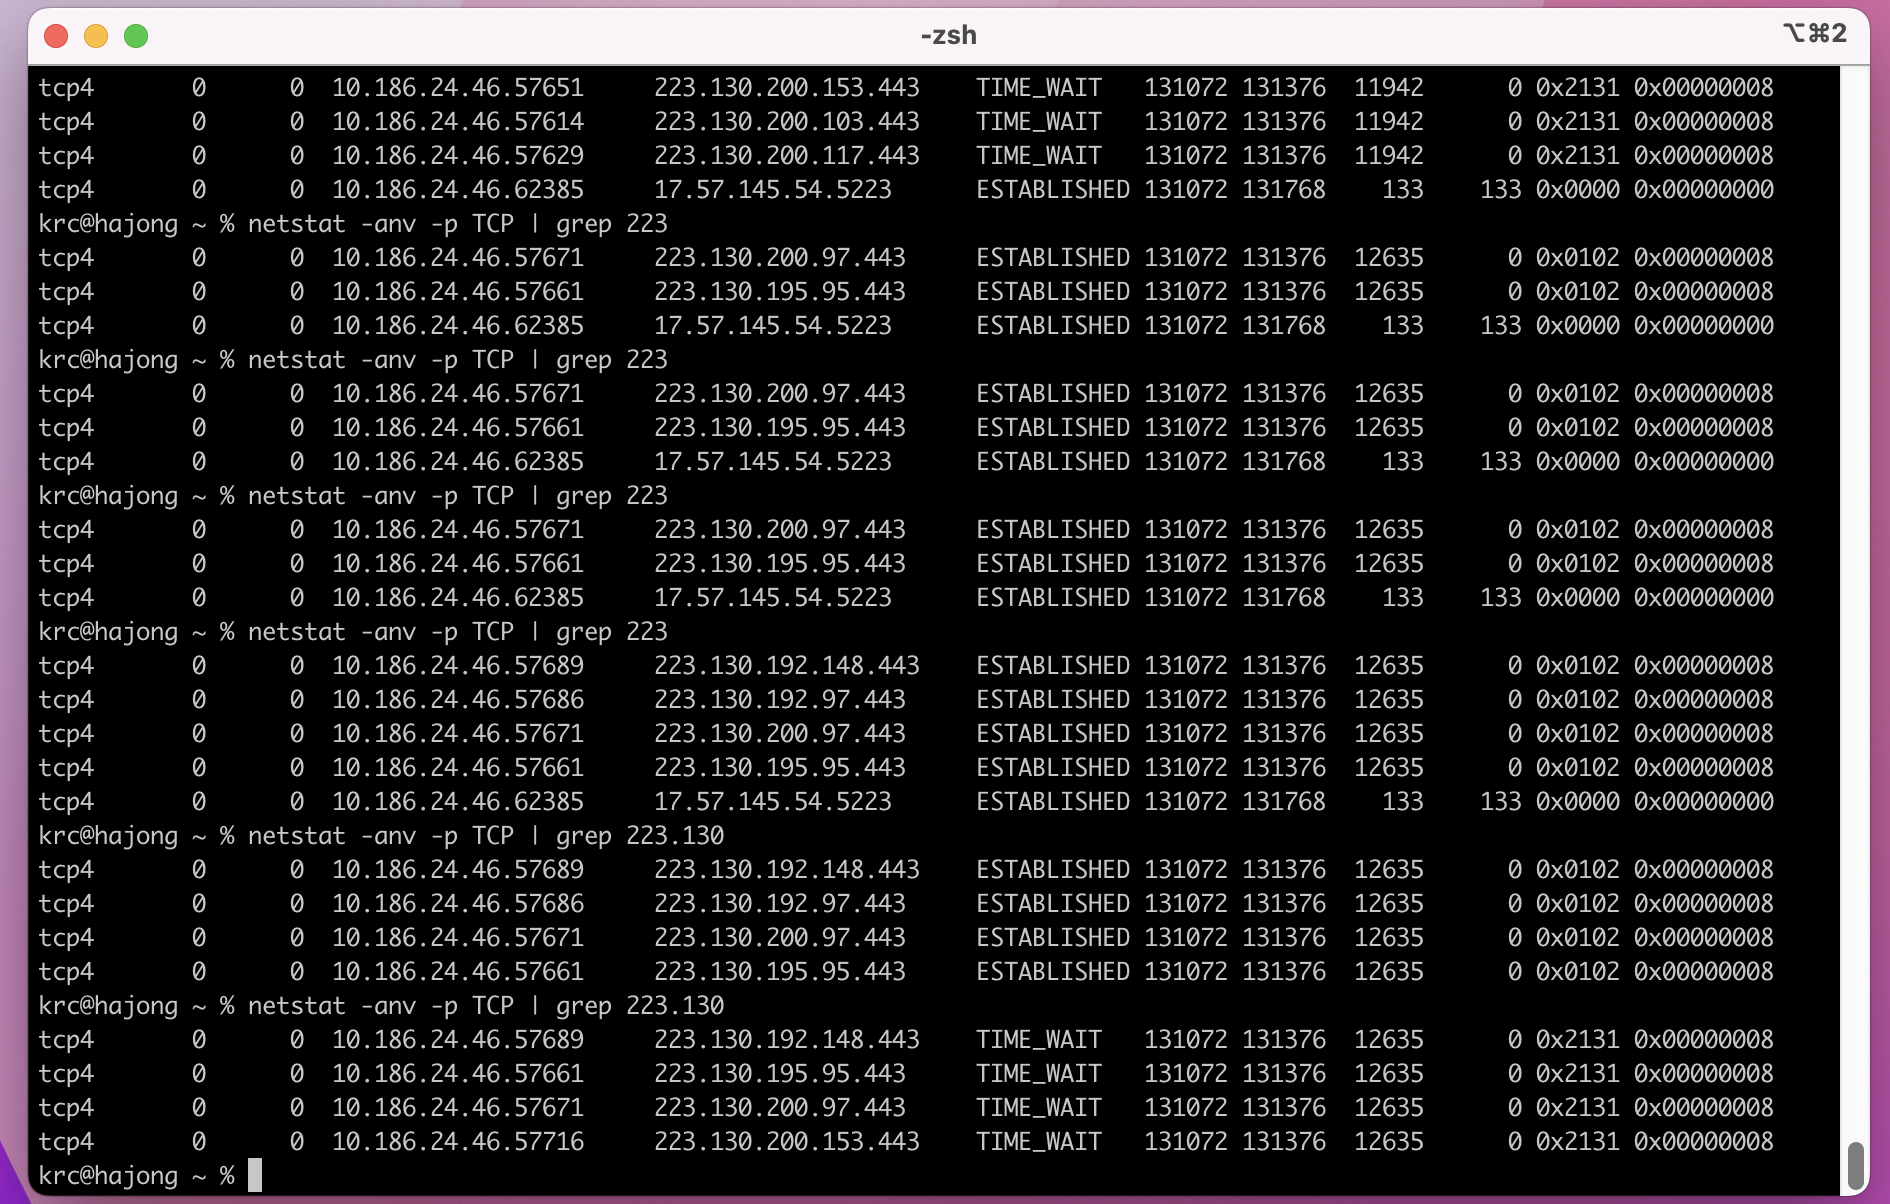 -zsh ⌥⌘2
tcp4       0      0  10.186.24.46.57651     223.130.200.153.443    TIME_WAIT   131072 131376  11942      0 0x2131 0x00000008
tcp4       0      0  10.186.24.46.57614     223.130.200.103.443    TIME_WAIT   131072 131376  11942      0 0x2131 0x00000008
tcp4       0      0  10.186.24.46.57629     223.130.200.117.443    TIME_WAIT   131072 131376  11942      0 0x2131 0x00000008
tcp4       0      0  10.186.24.46.62385     17.57.145.54.5223      ESTABLISHED 131072 131768    133    133 0x0000 0x00000000
krc@hajong ~ % netstat -anv -p TCP | grep 223
tcp4       0      0  10.186.24.46.57671     223.130.200.97.443     ESTABLISHED 131072 131376  12635      0 0x0102 0x00000008
tcp4       0      0  10.186.24.46.57661     223.130.195.95.443     ESTABLISHED 131072 131376  12635      0 0x0102 0x00000008
tcp4       0      0  10.186.24.46.62385     17.57.145.54.5223      ESTABLISHED 131072 131768    133    133 0x0000 0x00000000
krc@hajong ~ % netstat -anv -p TCP | grep 223
tcp4       0      0  10.186.24.46.57671     223.130.200.97.443     ESTABLISHED 131072 131376  12635      0 0x0102 0x00000008
tcp4       0      0  10.186.24.46.57661     223.130.195.95.443     ESTABLISHED 131072 131376  12635      0 0x0102 0x00000008
tcp4       0      0  10.186.24.46.62385     17.57.145.54.5223      ESTABLISHED 131072 131768    133    133 0x0000 0x00000000
krc@hajong ~ % netstat -anv -p TCP | grep 223
tcp4       0      0  10.186.24.46.57671     223.130.200.97.443     ESTABLISHED 131072 131376  12635      0 0x0102 0x00000008
tcp4       0      0  10.186.24.46.57661     223.130.195.95.443     ESTABLISHED 131072 131376  12635      0 0x0102 0x00000008
tcp4       0      0  10.186.24.46.62385     17.57.145.54.5223      ESTABLISHED 131072 131768    133    133 0x0000 0x00000000
krc@hajong ~ % netstat -anv -p TCP | grep 223
tcp4       0      0  10.186.24.46.57689     223.130.192.148.443    ESTABLISHED 131072 131376  12635      0 0x0102 0x00000008
tcp4       0      0  10.186.24.46.57686     223.130.192.97.443     ESTABLISHED 131072 131376  12635      0 0x0102 0x00000008
tcp4       0      0  10.186.24.46.57671     223.130.200.97.443     ESTABLISHED 131072 131376  12635      0 0x0102 0x00000008
tcp4       0      0  10.186.24.46.57661     223.130.195.95.443     ESTABLISHED 131072 131376  12635      0 0x0102 0x00000008
tcp4       0      0  10.186.24.46.62385     17.57.145.54.5223      ESTABLISHED 131072 131768    133    133 0x0000 0x00000000
krc@hajong ~ % netstat -anv -p TCP | grep 223.130
tcp4       0      0  10.186.24.46.57689     223.130.192.148.443    ESTABLISHED 131072 131376  12635      0 0x0102 0x00000008
tcp4       0      0  10.186.24.46.57686     223.130.192.97.443     ESTABLISHED 131072 131376  12635      0 0x0102 0x00000008
tcp4       0      0  10.186.24.46.57671     223.130.200.97.443     ESTABLISHED 131072 131376  12635      0 0x0102 0x00000008
tcp4       0      0  10.186.24.46.57661     223.130.195.95.443     ESTABLISHED 131072 131376  12635      0 0x0102 0x00000008
krc@hajong ~ % netstat -anv -p TCP | grep 223.130
tcp4       0      0  10.186.24.46.57689     223.130.192.148.443    TIME_WAIT   131072 131376  12635      0 0x2131 0x00000008
tcp4       0      0  10.186.24.46.57661     223.130.195.95.443     TIME_WAIT   131072 131376  12635      0 0x2131 0x00000008
tcp4       0      0  10.186.24.46.57671     223.130.200.97.443     TIME_WAIT   131072 131376  12635      0 0x2131 0x00000008
tcp4       0      0  10.186.24.46.57716     223.130.200.153.443    TIME_WAIT   131072 131376  12635      0 0x2131 0x00000008
krc@hajong ~ %